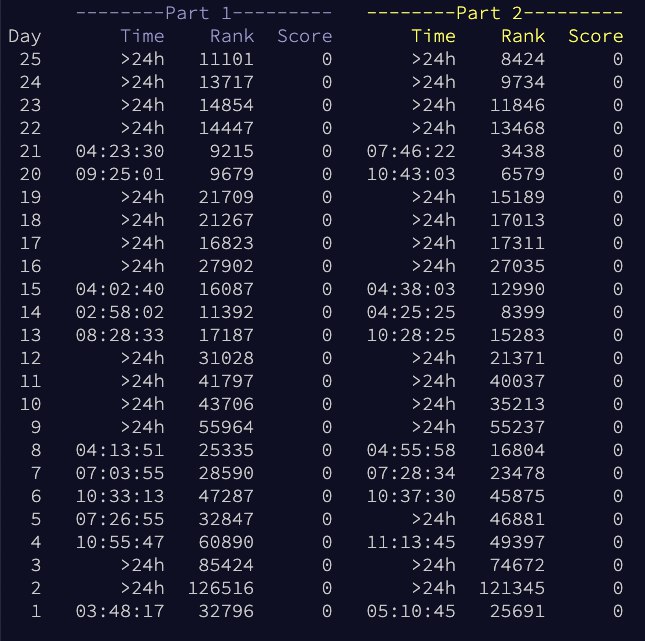 --------Part 1--------- --------Part 2---------
Day Time Rank Score Time Rank Score
25 >24h 11101 0 >24h 8424 0
24 >24h 13717 0 >24h 9734 0
23 >24h 14854 0 >24h 11846 0
22 >24h 14447 0 >24h 13468 0
21 04:23:30 9215 0 07:46:22 3438 0
20 09:25:01 9679 0 10:43:03 6579 0
19 >24h 21709 0 >24h 15189 0
18 >24h 21267 0 >24h 17013 0
17 >24h 16823 0 >24h 17311 0
16 >24h 27902 0 >24h 27035 0
15 04:02:40 16087 0 04:38:03 12990 0
14 02:58:02 11392 0 04:25:25 8399 0
13 08:28:33 17187 0 10:28:25 15283 0
12 >24h 31028 0 >24h 21371 0
11 >24h 41797 0 >24h 40037 0
10 >24h 43706 0 >24h 35213 0
9 >24h 55964 0 >24h 55237 0
8 04:13:51 25335 0 04:55:58 16804 0
7 07:03:55 28590 0 07:28:34 23478 0
6 10:33:13 47287 0 10:37:30 45875 0
5 07:26:55 32847 0 >24h 46881 0
4 10:55:47 60890 0 11:13:45 49397 0
3 >24h 85424 0 >24h 74672 0
2 >24h 126516 0 >24h 121345 0
1 03:48:17 32796 0 05:10:45 25691 0